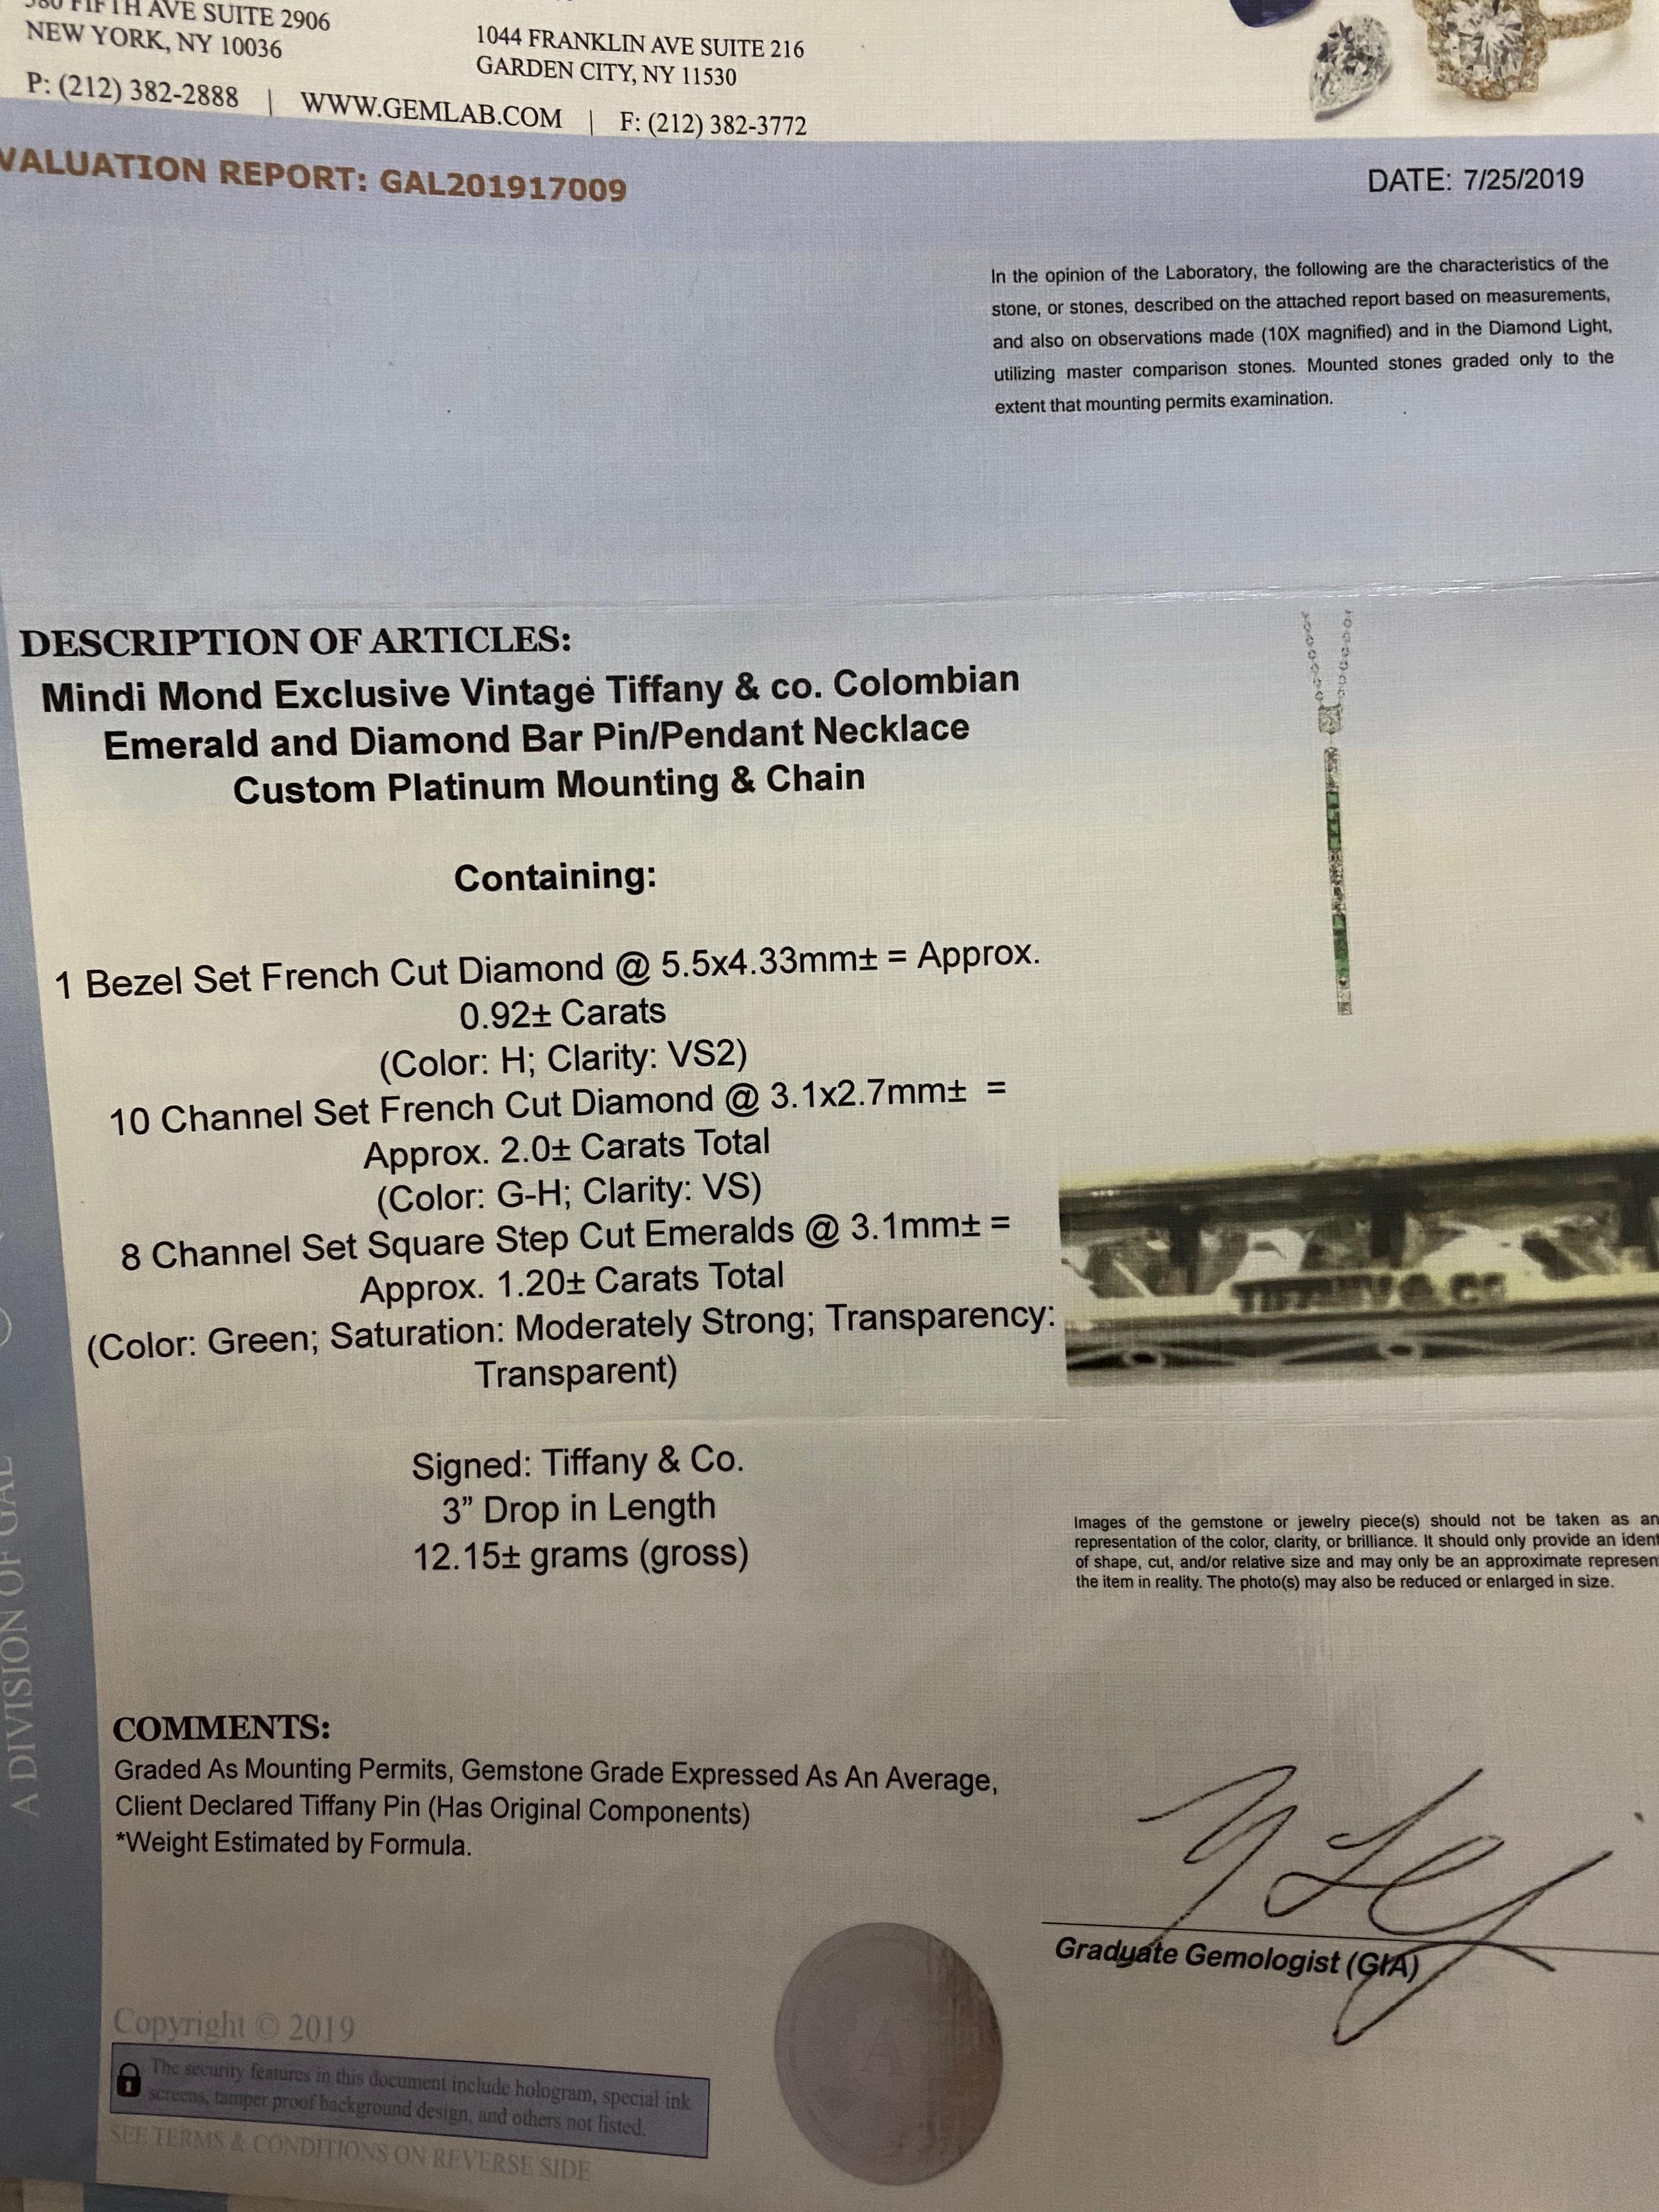 580 FIFTH AVE SUITE 2906
NEW YORK, NY 10036
1044 FRANKLIN AVE SUITE 216
GARDEN CITY, NY 11530
P: (212) 382-2888 | WWW.GEMLAB.COM | F: (212) 382-3772
VALUATION REPORT: GAL201917009
DATE: 7/25/2019
In the opinion of the Laboratory, the following are the characteristics of the
stone, or stones, described on the attached report based on measurements,
and also on observations made (10X magnified) and in the Diamond Light,
utilizing master comparison stones. Mounted stones graded only to the
extent that mounting permits examination.
DESCRIPTION OF ARTICLES:
Mindi Mond Exclusive Vintage Tiffany & co. Colombian
Emerald and Diamond Bar Pin/Pendant Necklace
Custom Platinum Mounting & Chain
Containing:
1 Bezel Set French Cut Diamond @ 5.5x4.33mm± = Approx.
0.92± Carats
(Color: H; Clarity: VS2)
10 Channel Set French Cut Diamond @ 3.1x2.7mm± =
Approx. 2.0± Carats Total
(Color: G-H; Clarity: VS)
8 Channel Set Square Step Cut Emeralds @ 3.1mm± =
Approx. 1.20± Carats Total
(Color: Green; Saturation: Moderately Strong; Transparency:
Transparent)
TIFFANY & CO
Signed: Tiffany & Co.
3” Drop in Length
12.15± grams (gross)
Images of the gemstone or jewelry piece(s) should not be taken as an
representation of the color, clarity, or brilliance. It should only provide an ident
of shape, cut, and/or relative size and may only be an approximate represen
the item in reality. The photo(s) may also be reduced or enlarged in size.
COMMENTS:
Graded As Mounting Permits, Gemstone Grade Expressed As An Average,
Client Declared Tiffany Pin (Has Original Components)
*Weight Estimated by Formula.
Graduate Gemologist (GIA)
Copyright © 2019
The security features in this document include hologram, special ink
screens, tamper proof background design, and others not listed.
SEE TERMS & CONDITIONS ON REVERSE SIDE
A DIVISION OF GAL